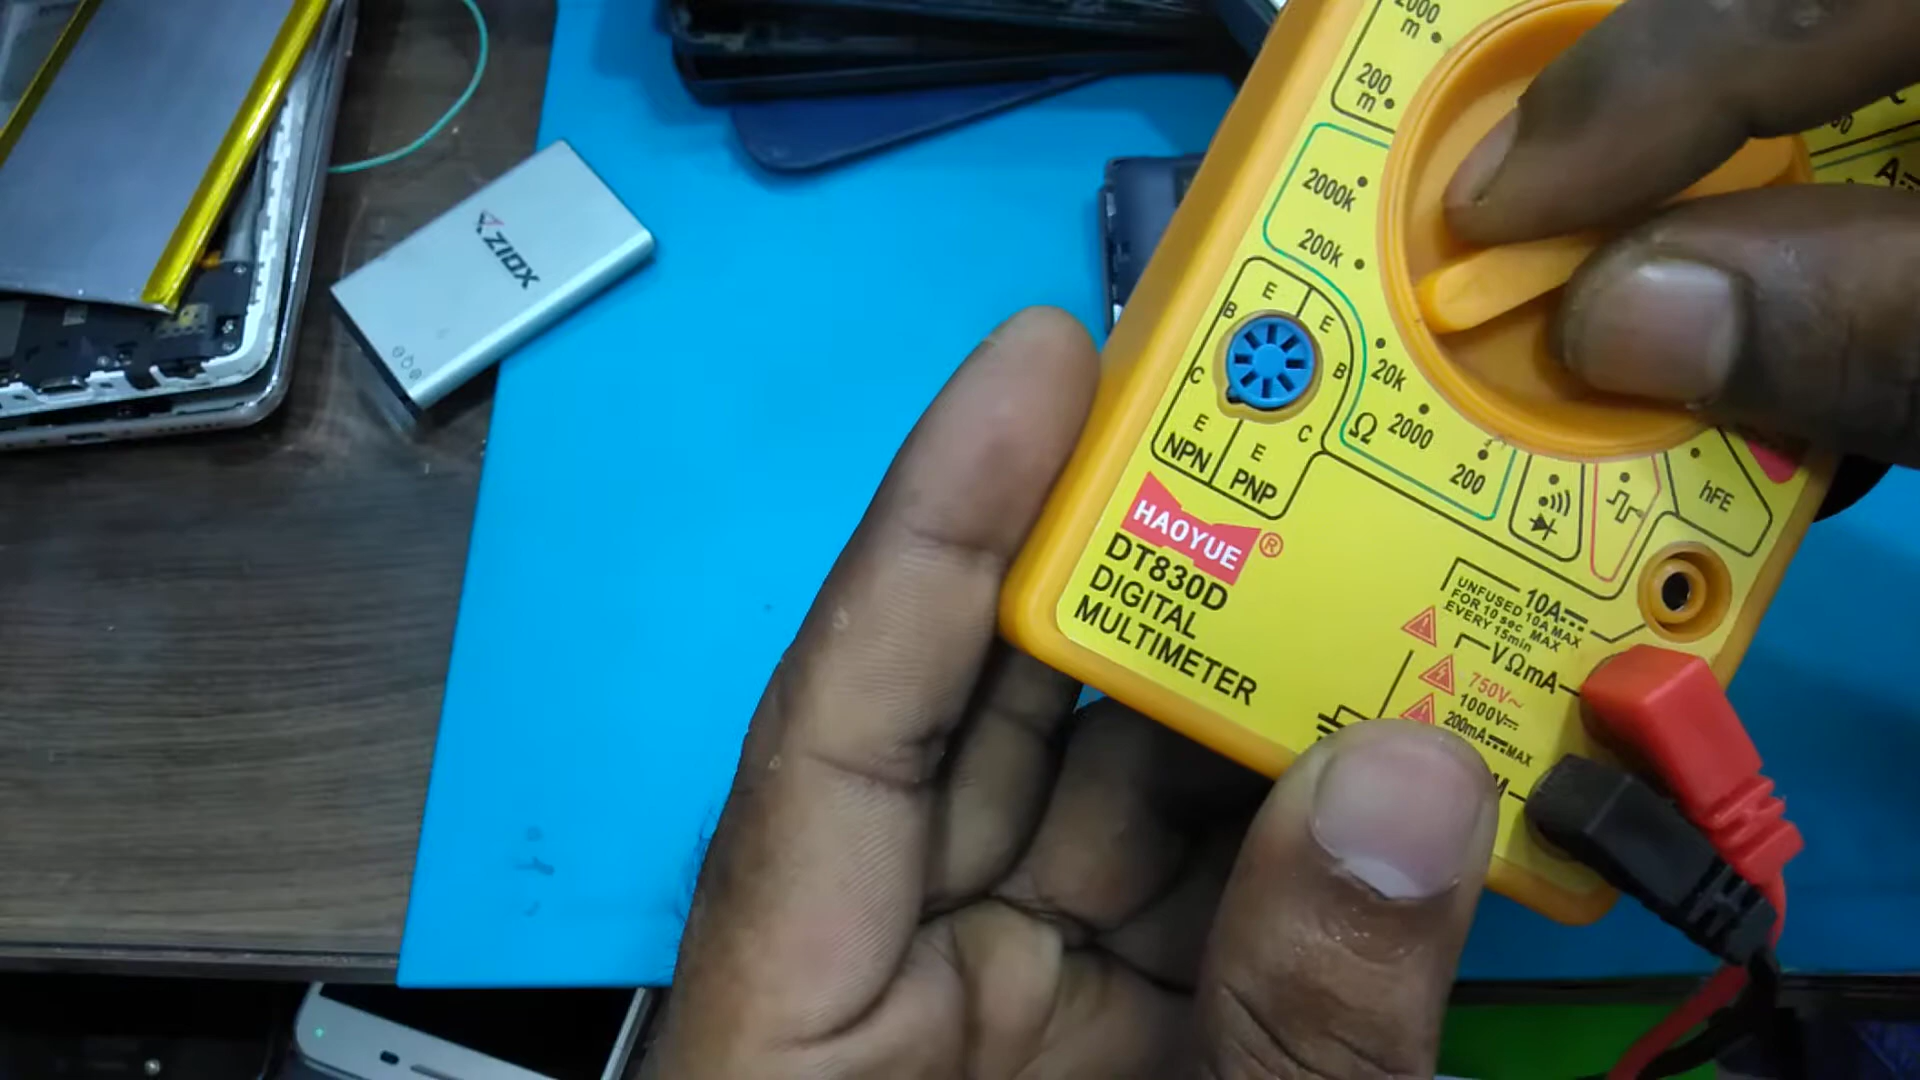 2000
m
200
m
2000k
200k
20k
Ω 2000
200
E
B
E
B
C
E
C
E
NPN
PNP
hFE
ZIOX
HAOYUE ®
DT830D
DIGITAL
MULTIMETER
10A
UNFUSED 10A MAX
FOR 10 sec MAX
EVERY 15min
VΩmA
750V~
1000V
200mA MAX
A